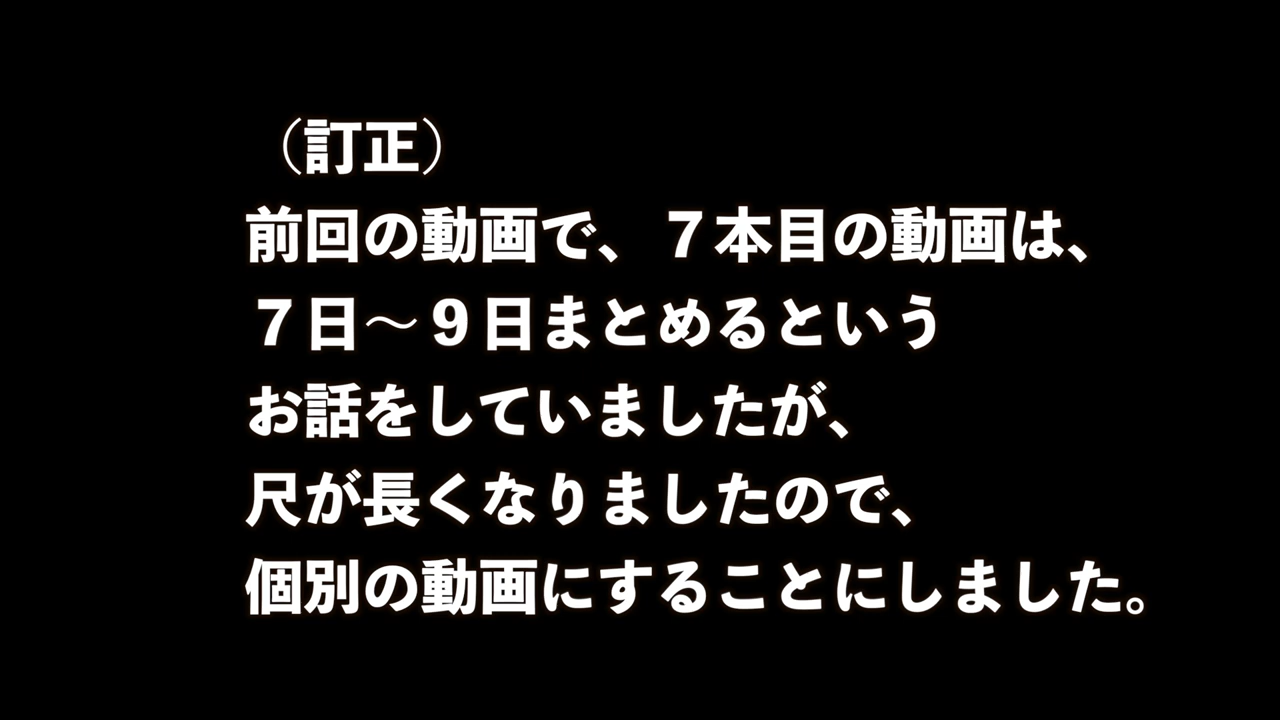 （訂正）
前回の動画で、７本目の動画は、
７日～９日まとめるという
お話をしていましたが、
尺が長くなりましたので、
個別の動画にすることにしました。